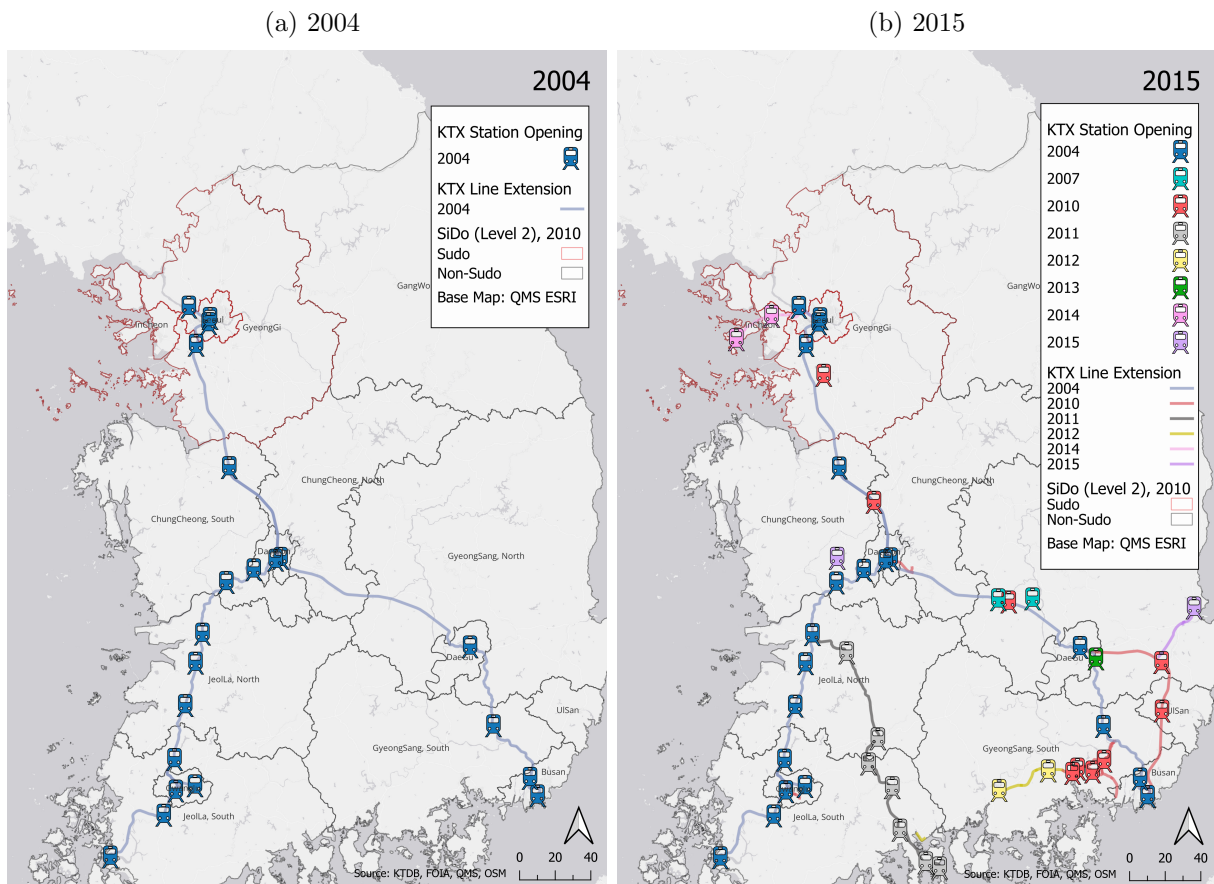 (a) 2004
2004
KTX Station Opening
2004
KTX Line Extension
2004
SiDo (Level 2), 2010
Sudo
Non-Sudo
Base Map: QMS ESRI
GyeongGi
ChungCheong, North
ChungCheong, South
GyeongSang, North
DaeGu
JeolLa, North
UlSan
GyeongSang, South
Busan
JeolLa, South
Source: KTDB, FOIA, QMS, OSM
0 20 40
(b) 2015
2015
KTX Station Opening
2004
2007
2010
2011
2012
2013
2014
2015
KTX Line Extension
2004
2010
2011
2012
2014
2015
SiDo (Level 2), 2010
Sudo
Non-Sudo
Base Map: QMS ESRI
GyeongGi
ChungCheong, North
ChungCheong, South
DaeGu
JeolLa, North
UlSan
GyeongSang, South
Busan
JeolLa, South
Source: KTDB, FOIA, QMS, OSM
0 20 40